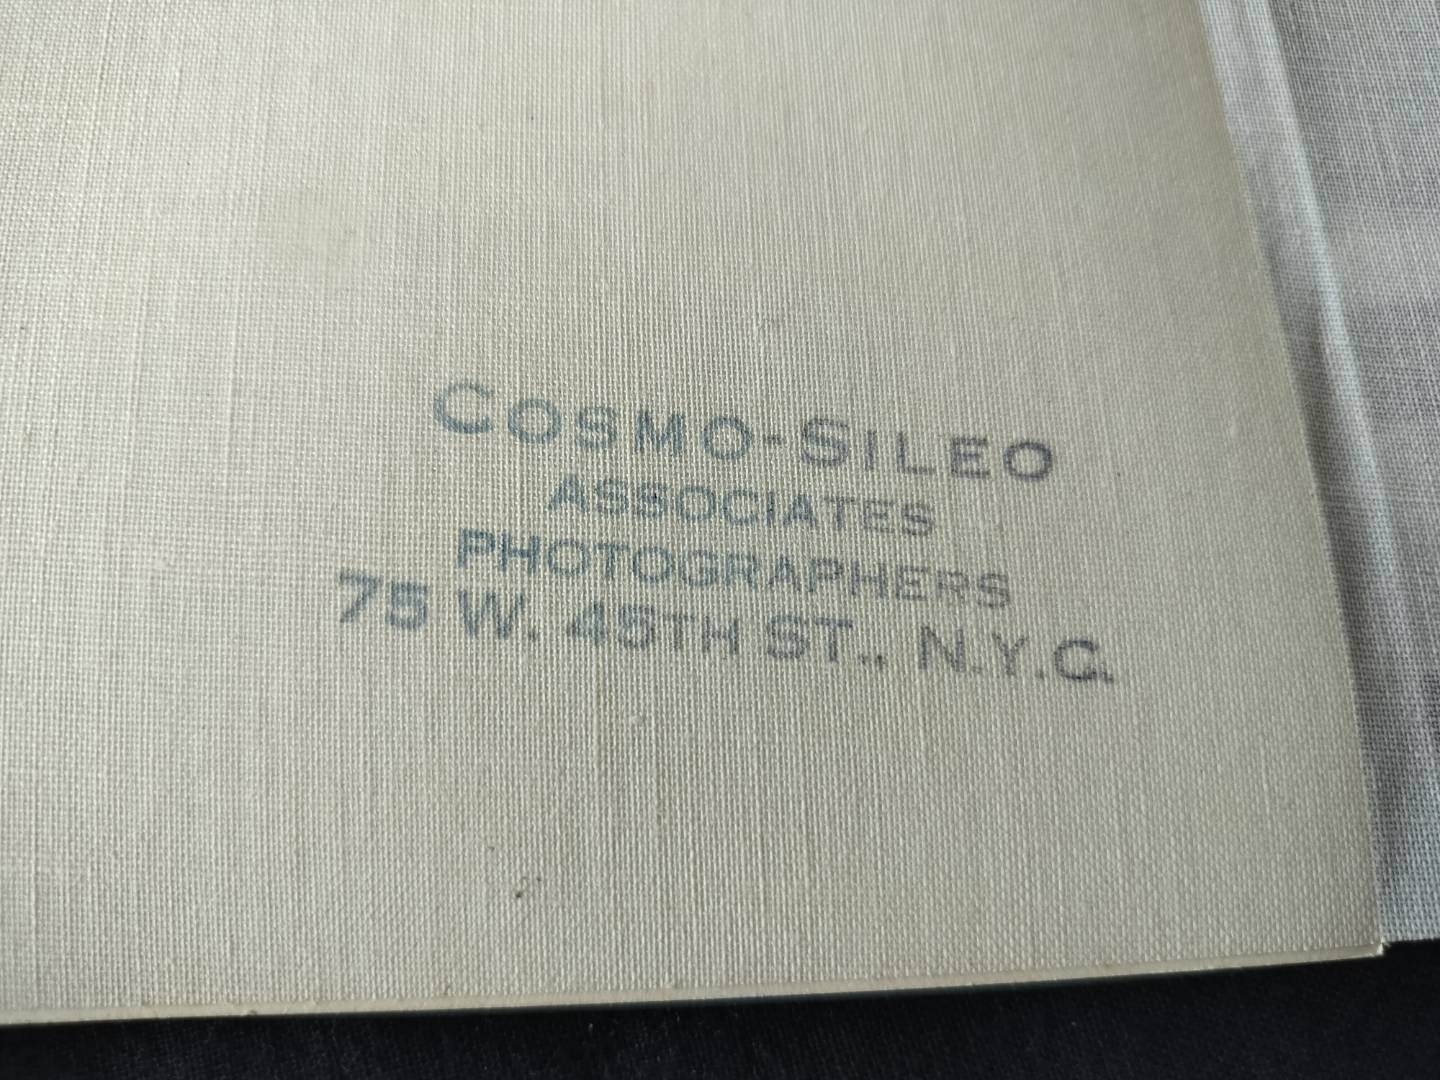 COSMO-SILEO
ASSOCIATES
PHOTOGRAPHERS
75 W. 45TH ST., N.Y.C.